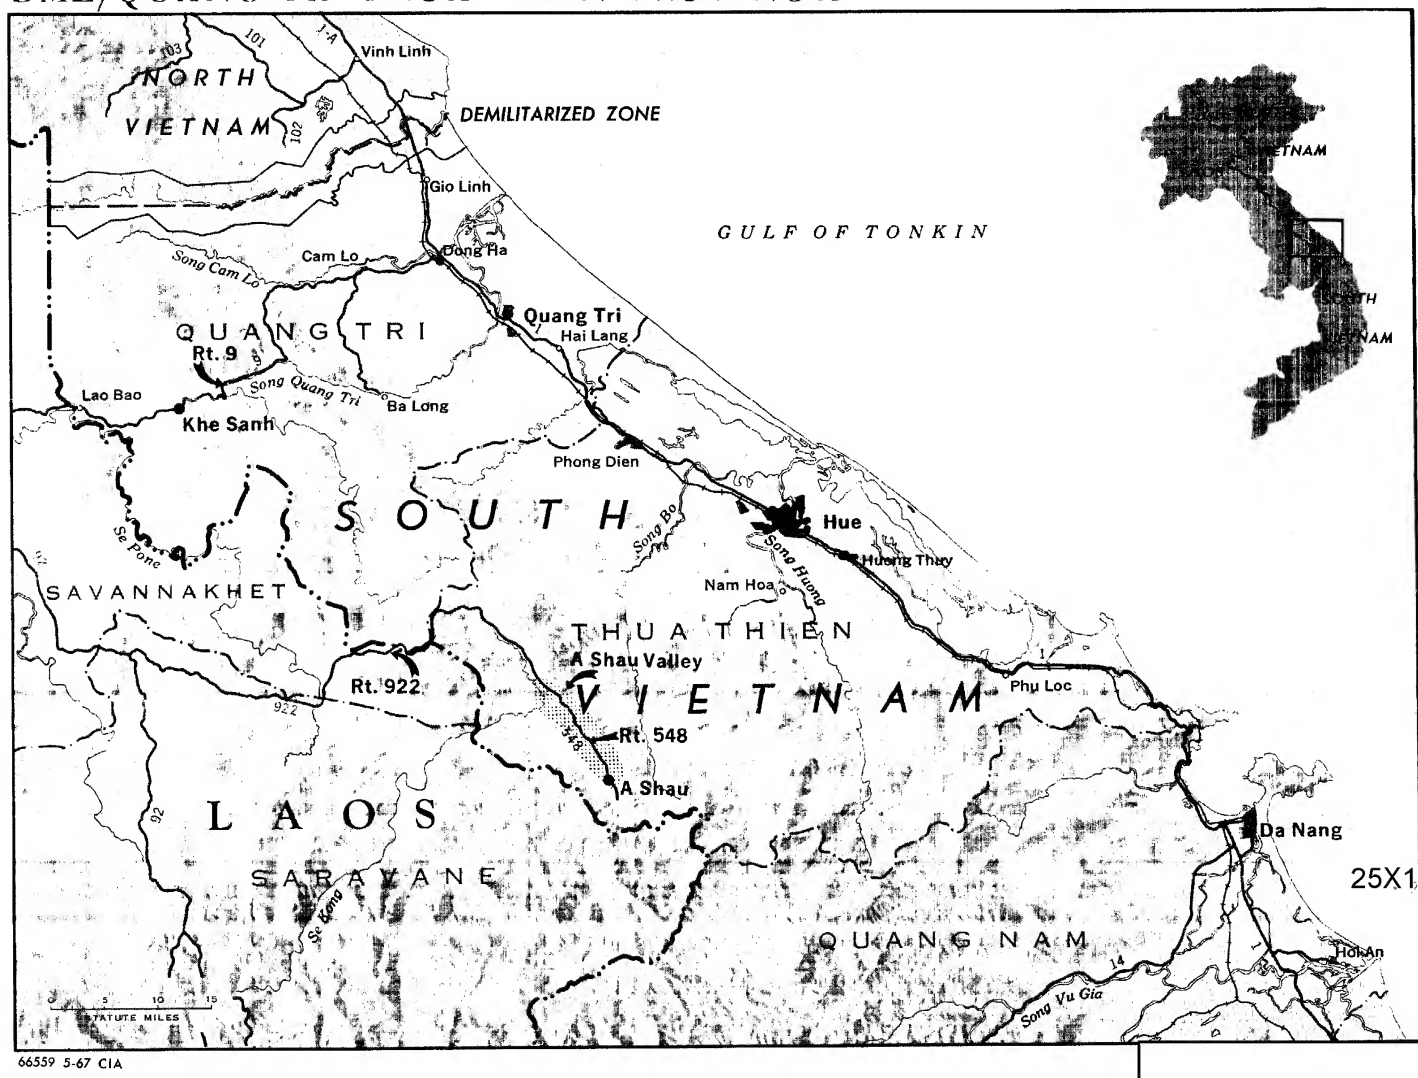 103
101
1-A
Vinh Linh
NORTH
VIETNAM
102
DEMILITARIZED ZONE
Gio Linh
GULF OF TONKIN
Song Cam Lo
Cam Lo
Dong Ha
QUANG TRI
Quang Tri
1
Hai Lang
Rt. 9
9
Song Quang Tri
Lao Bao
Ba Long
Khe Sanh
Phong Dien
SOUTH
Se Pone
Song Bo
Hue
Song Huong
Huong Thuy
SAVANNAKHET
Nam Hoa
THUA THIEN
A Shau Valley
1
Rt. 922
VIETNAM
Phu Loc
922
548
Rt. 548
A Shau
92
LAOS
Da Nang
SARAVANE
25X1
Se Kong
QUANG NAM
Hoi An
14
1
Song Vu Gia
0 5 10 15
STATUTE MILES
SOUTH
VIETNAM
66559 5-67 CIA